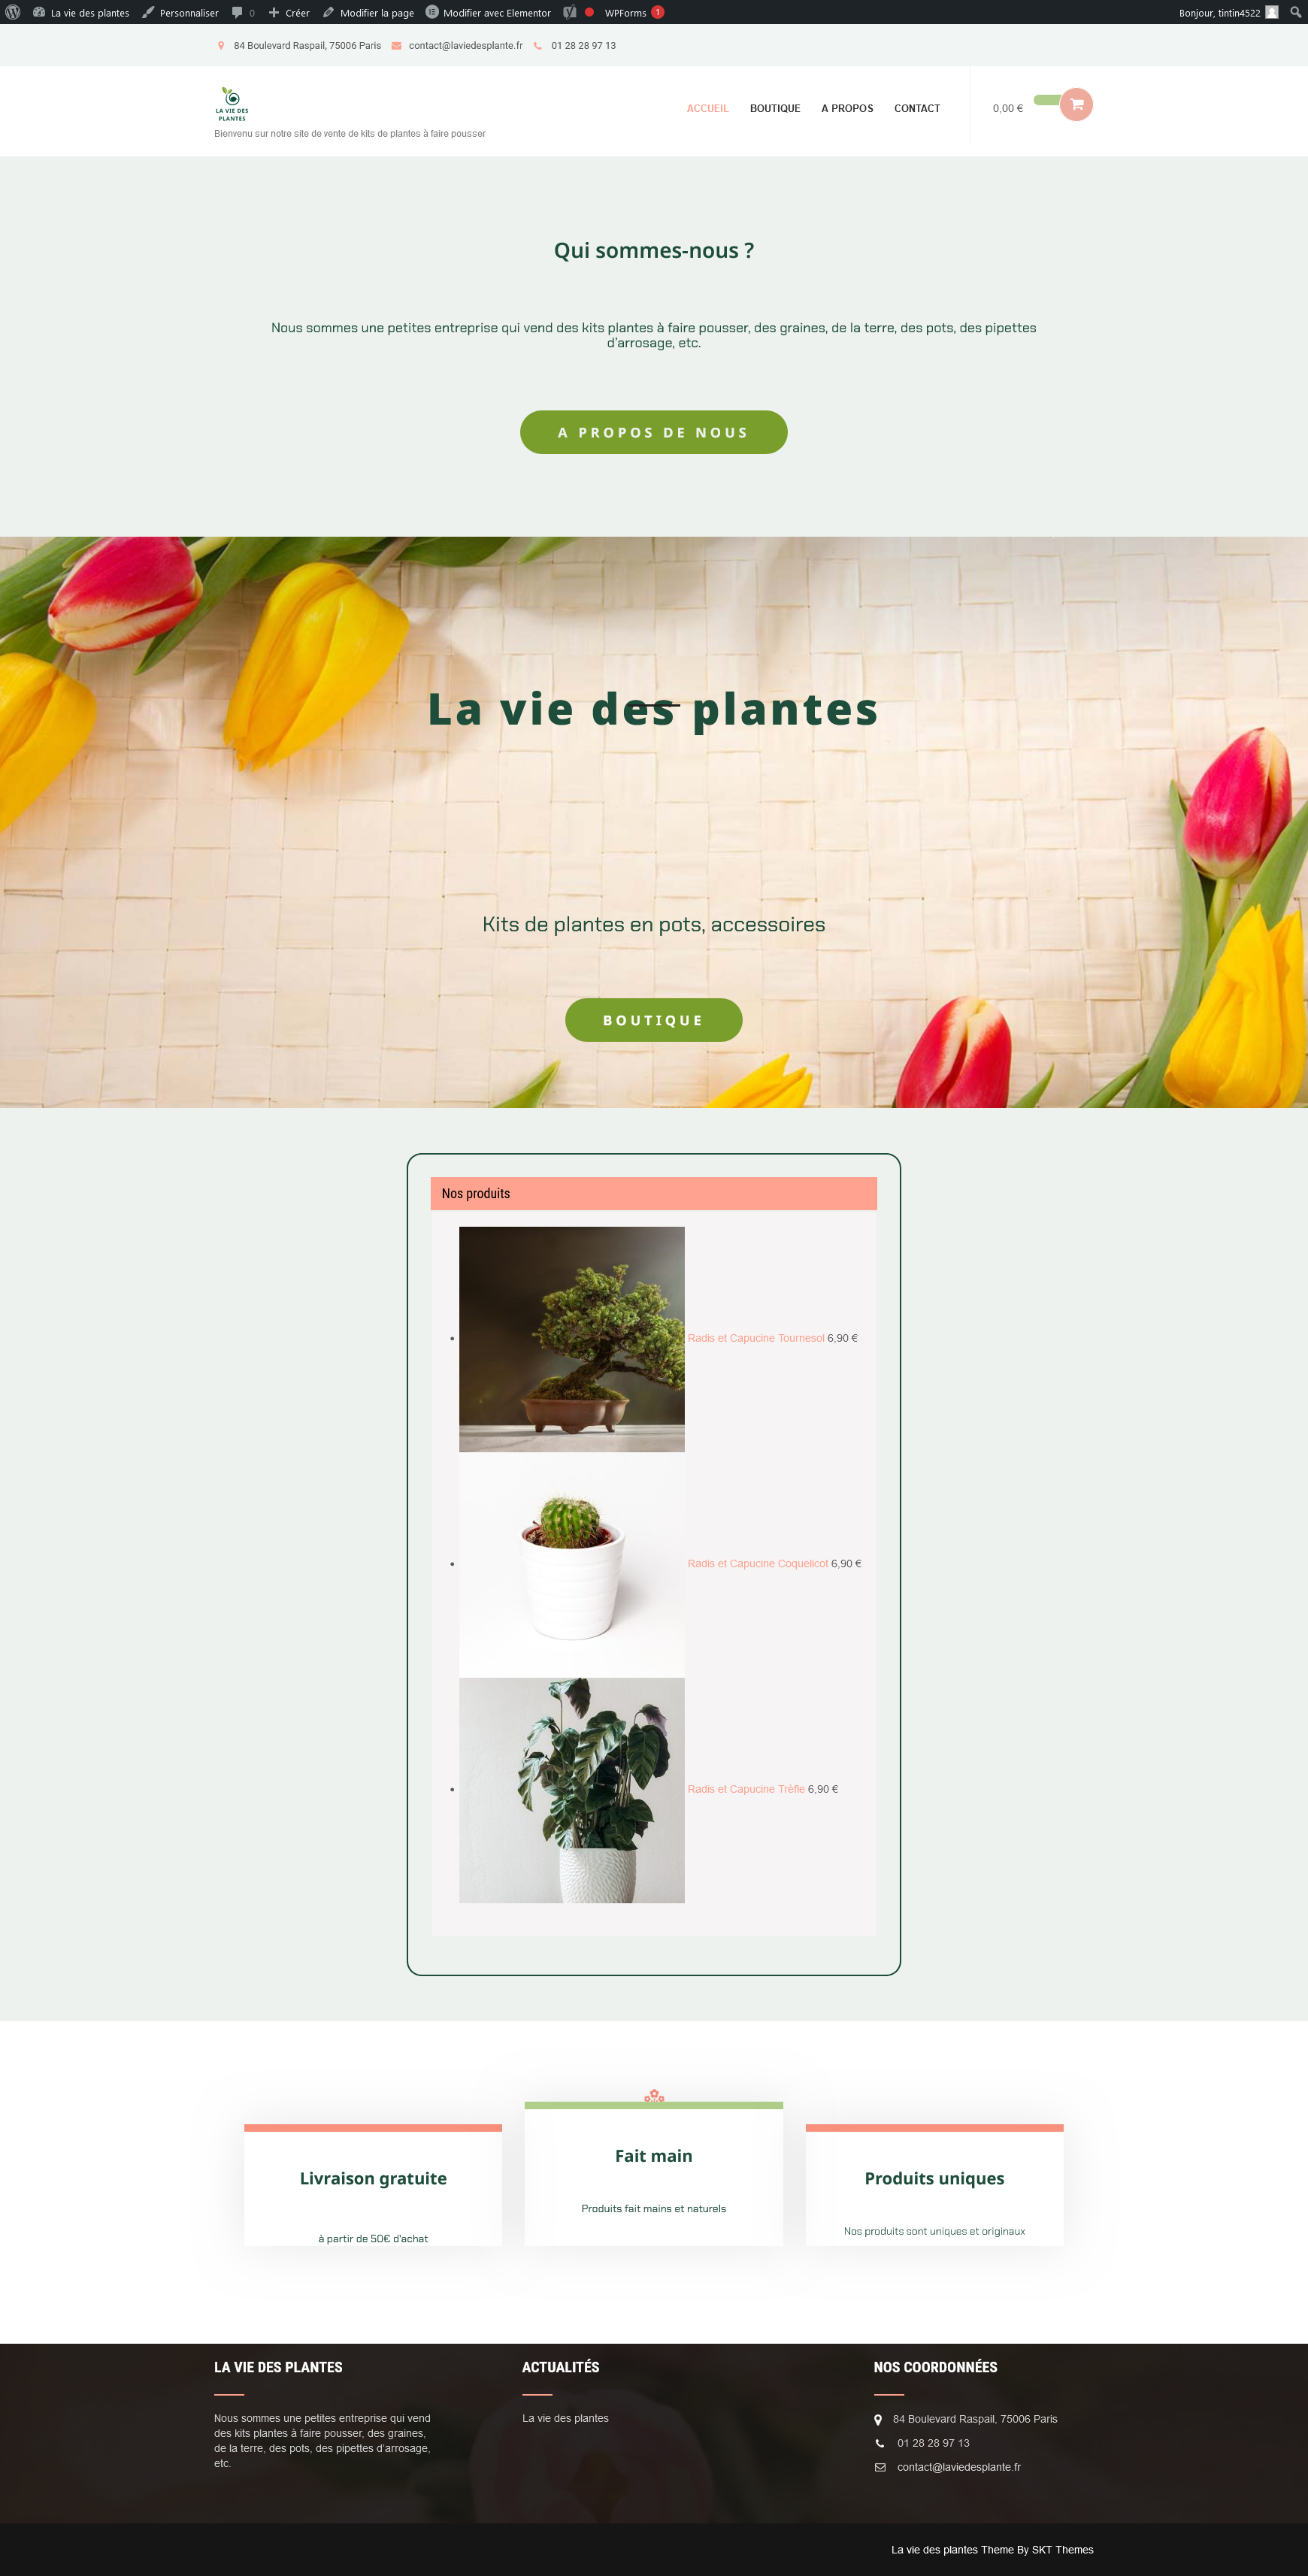 La vie des plantes Personnaliser 0 Créer Modifier la page Modifier avec Elementor WPForms 1 Bonjour, tintin4522
84 Boulevard Raspail, 75006 Paris contact@laviedesplante.fr 01 28 28 97 13
LA VIE DES
PLANTES
ACCUEIL BOUTIQUE A PROPOS CONTACT 0,00 €
Bienvenu sur notre site de vente de kits de plantes à faire pousser
Qui sommes-nous ?
Nous sommes une petites entreprise qui vend des kits plantes à faire pousser, des graines, de la terre, des pots, des pipettes
d'arrosage, etc.
A PROPOS DE NOUS
La vie des plantes
Kits de plantes en pots, accessoires
BOUTIQUE
Nos produits
Radis et Capucine Tournesol 6,90 €
Radis et Capucine Coquelicot 6,90 €
Radis et Capucine Trèfle 6,90 €
Livraison gratuite
à partir de 50€ d'achat
Fait main
Produits fait mains et naturels
Produits uniques
Nos produits sont uniques et originaux
LA VIE DES PLANTES
Nous sommes une petites entreprise qui vend
des kits plantes à faire pousser, des graines,
de la terre, des pots, des pipettes d'arrosage,
etc.
ACTUALITÉS
La vie des plantes
NOS COORDONNÉES
84 Boulevard Raspail, 75006 Paris
01 28 28 97 13
contact@laviedesplante.fr
La vie des plantes Theme By SKT Themes